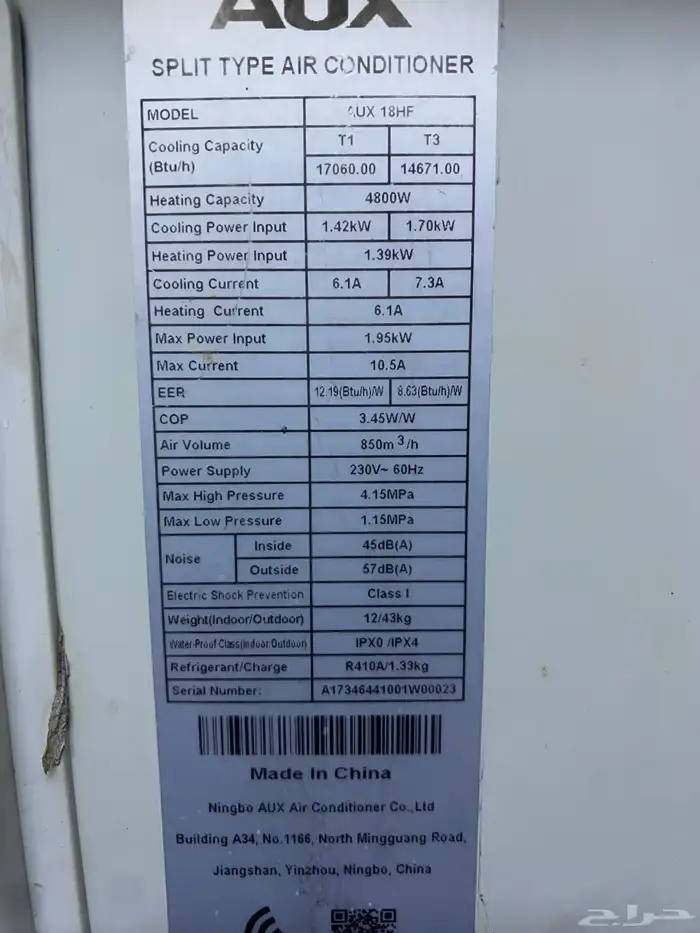 AUX
SPLIT TYPE AIR CONDITIONER
MODEL AUX 18HF
Cooling Capacity (Btu/h) T1 T3
17060.00 14671.00
Heating Capacity 4800W
Cooling Power Input 1.42kW 1.70kW
Heating Power Input 1.39kW
Cooling Current 6.1A 7.3A
Heating Current 6.1A
Max Power Input 1.95kW
Max Current 10.5A
EER 12.19(Btu/h)/W 8.63(Btu/h)/W
COP 3.45W/W
Air Volume 850m³/h
Power Supply 230V~ 60Hz
Max High Pressure 4.15MPa
Max Low Pressure 1.15MPa
Noise Inside 45dB(A)
Outside 57dB(A)
Electric Shock Prevention Class I
Weight(Indoor/Outdoor) 12/43kg
Water-Proof Class(Indoor/Outdoor) IPX0 /IPX4
Refrigerant/Charge R410A/1.33kg
Serial Number: A17346441001W00023
Made In China
Ningbo AUX Air Conditioner Co.,Ltd
Building A34, No.1166, North Mingguang Road,
Jiangshan, Yinzhou, Ningbo, China
حراج